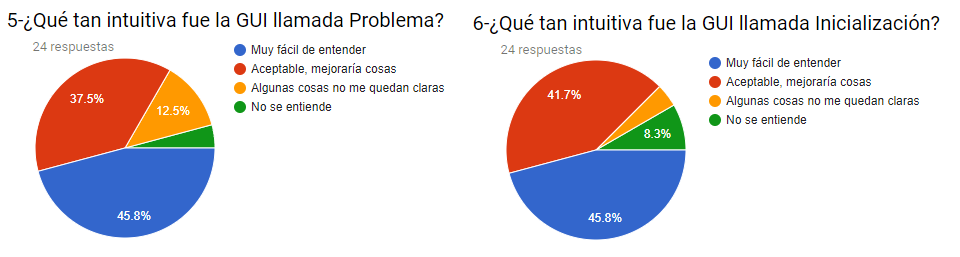 5-¿Qué tan intuitiva fue la GUI llamada Problema?
24 respuestas
Muy fácil de entender
Aceptable, mejoraría cosas
Algunas cosas no me quedan claras
No se entiende
37.5%
12.5%
45.8%
6-¿Qué tan intuitiva fue la GUI llamada Inicialización?
24 respuestas
Muy fácil de entender
Aceptable, mejoraría cosas
Algunas cosas no me quedan claras
No se entiende
41.7%
8.3%
45.8%